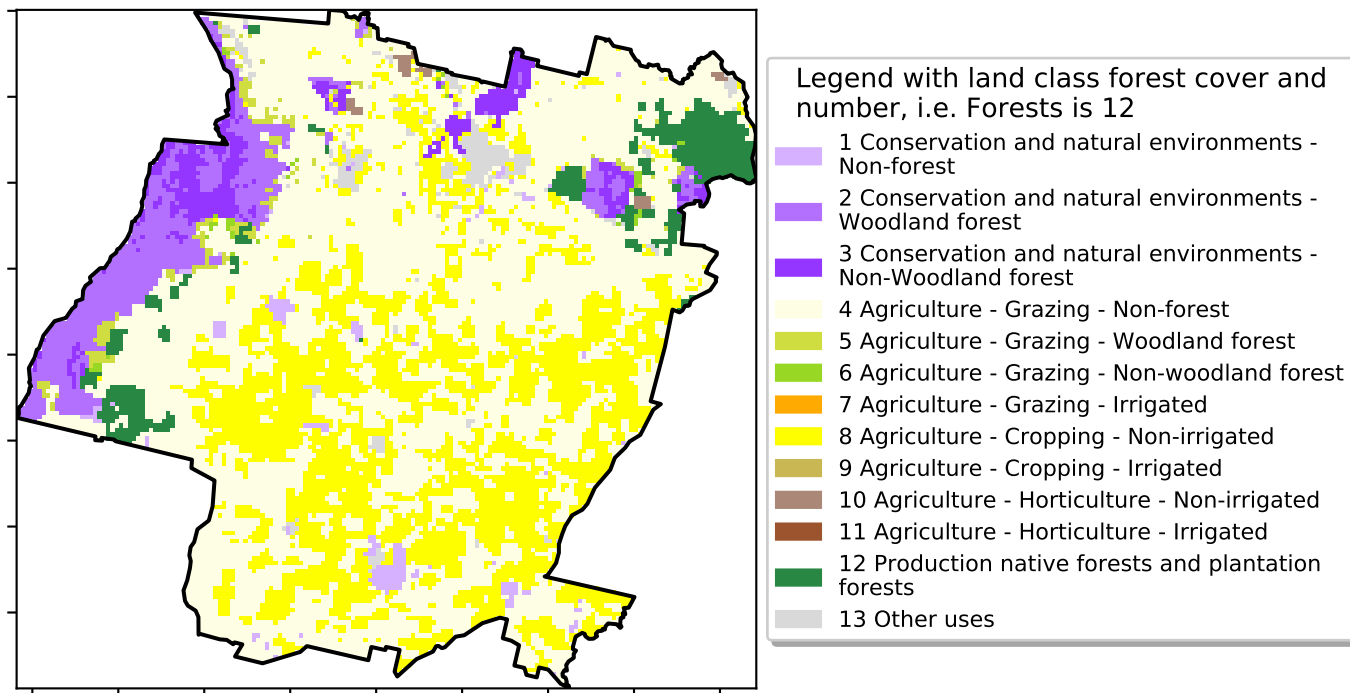 Legend with land class forest cover and
number, i.e. Forests is 12
1 Conservation and natural environments -
Non-forest
2 Conservation and natural environments -
Woodland forest
3 Conservation and natural environments -
Non-Woodland forest
4 Agriculture - Grazing - Non-forest
5 Agriculture - Grazing - Woodland forest
6 Agriculture - Grazing - Non-woodland forest
7 Agriculture - Grazing - Irrigated
8 Agriculture - Cropping - Non-irrigated
9 Agriculture - Cropping - Irrigated
10 Agriculture - Horticulture - Non-irrigated
11 Agriculture - Horticulture - Irrigated
12 Production native forests and plantation
forests
13 Other uses